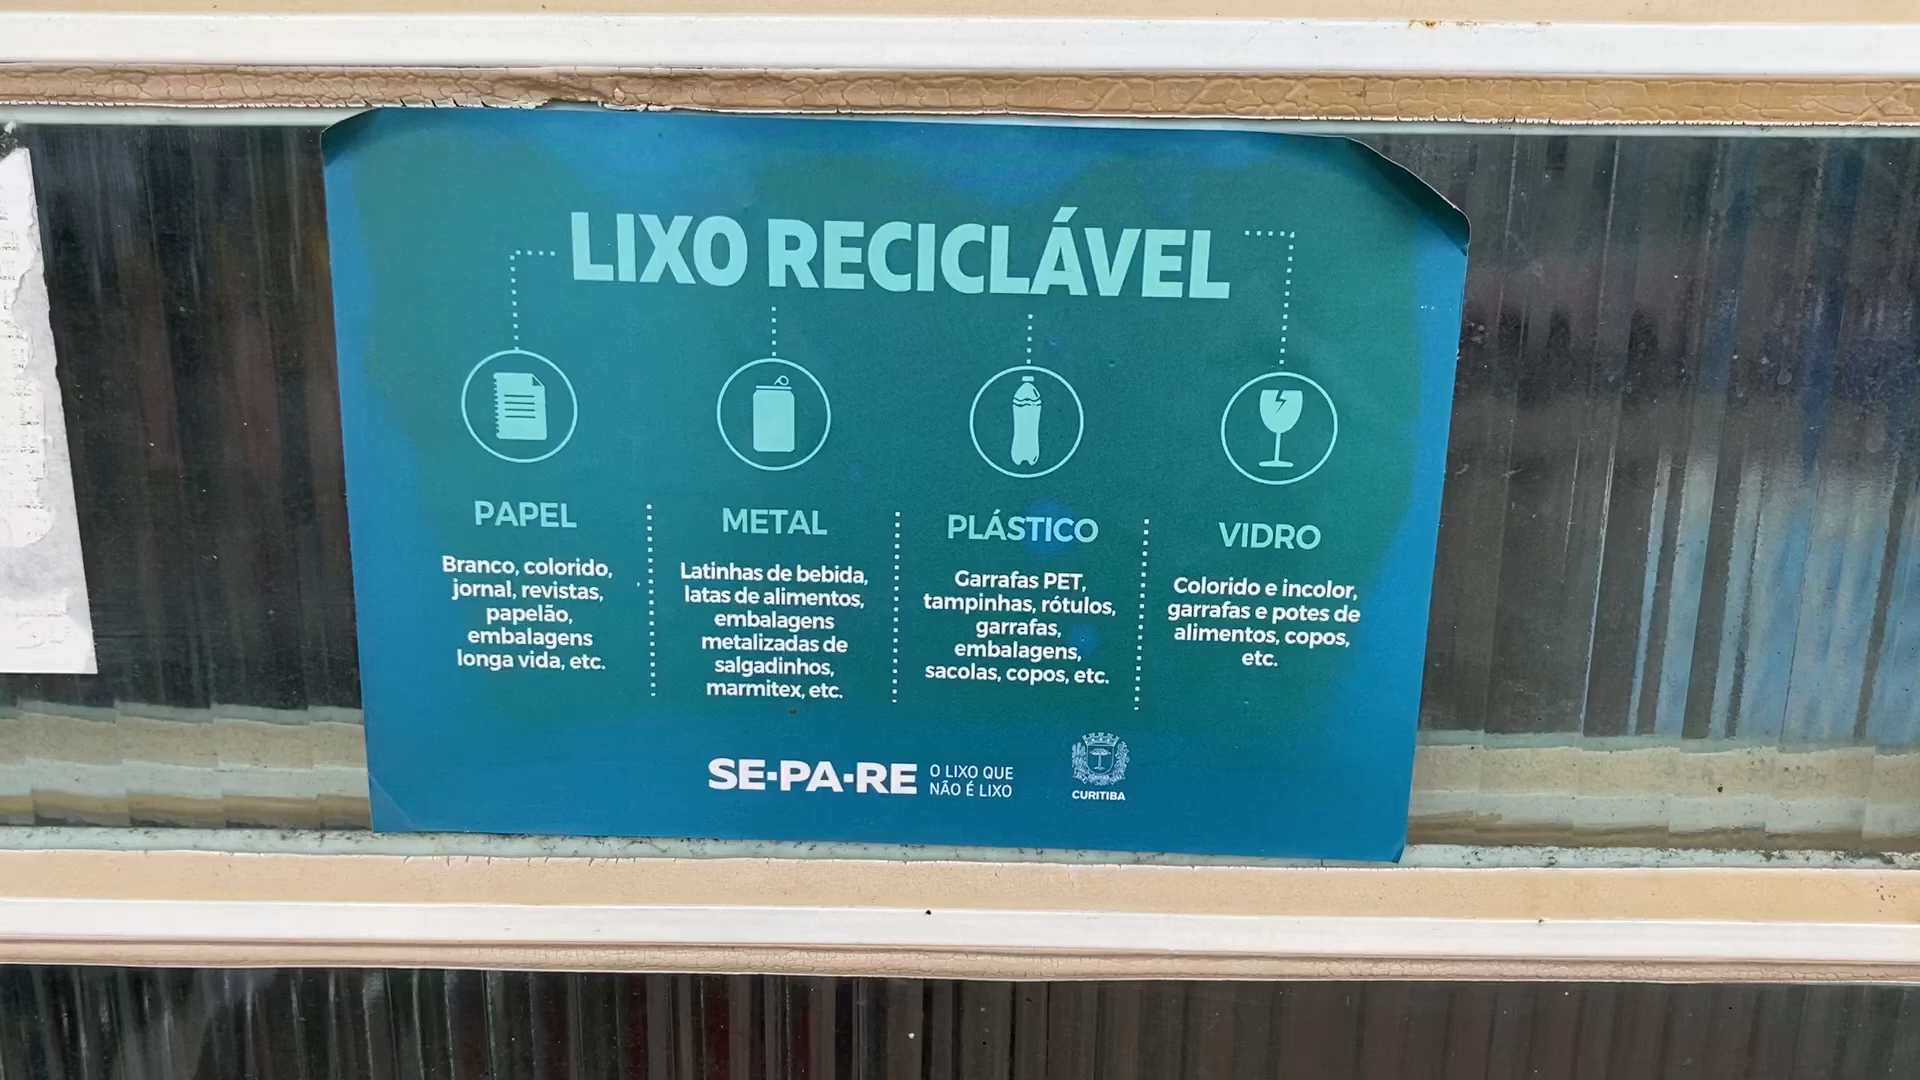 LIXO RECICLÁVEL
PAPEL
Branco, colorido,
jornal, revistas,
papelão,
embalagens
longa vida, etc.
METAL
Latinhas de bebida,
latas de alimentos,
embalagens
metalizadas de
salgadinhos,
marmitex, etc.
PLÁSTICO
Garrafas PET,
tampinhas, rótulos,
garrafas,
embalagens,
sacolas, copos, etc.
VIDRO
Colorido e incolor,
garrafas e potes de
alimentos, copos,
etc.
SE•PA•RE
O LIXO QUE
NÃO É LIXO
CURITIBA